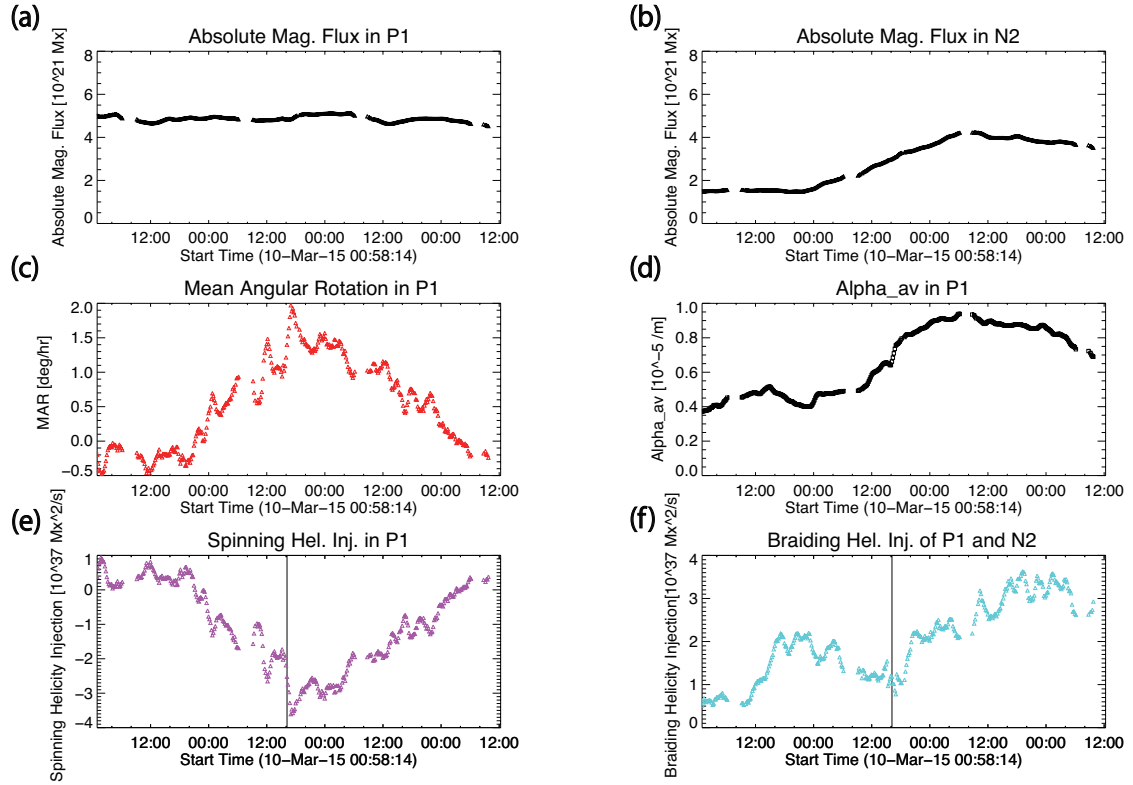 (a)
Absolute Mag. Flux in P1
Absolute Mag. Flux [10^21 Mx]
8
6
4
2
0
12:00 00:00 12:00 00:00 12:00 00:00 12:00
Start Time (10-Mar-15 00:58:14)
(b)
Absolute Mag. Flux in N2
Absolute Mag. Flux [10^21 Mx]
8
6
4
2
0
12:00 00:00 12:00 00:00 12:00 00:00 12:00
Start Time (10-Mar-15 00:58:14)
(c)
Mean Angular Rotation in P1
MAR [deg/hr]
2.0
1.5
1.0
0.5
0.0
-0.5
12:00 00:00 12:00 00:00 12:00 00:00 12:00
Start Time (10-Mar-15 00:58:14)
(d)
Alpha_av in P1
Alpha_av [10^-5 /m]
1.0
0.8
0.6
0.4
0.2
0.0
12:00 00:00 12:00 00:00 12:00 00:00 12:00
Start Time (10-Mar-15 00:58:14)
(e)
Spinning Hel. Inj. in P1
Spinning Helicity Injection [10^37 Mx^2/s]
1
0
-1
-2
-3
-4
12:00 00:00 12:00 00:00 12:00 00:00 12:00
Start Time (10-Mar-15 00:58:14)
(f)
Braiding Hel. Inj. of P1 and N2
Braiding Helicity Injection[10^37 Mx^2/s]
4
3
2
1
0
12:00 00:00 12:00 00:00 12:00 00:00 12:00
Start Time (10-Mar-15 00:58:14)